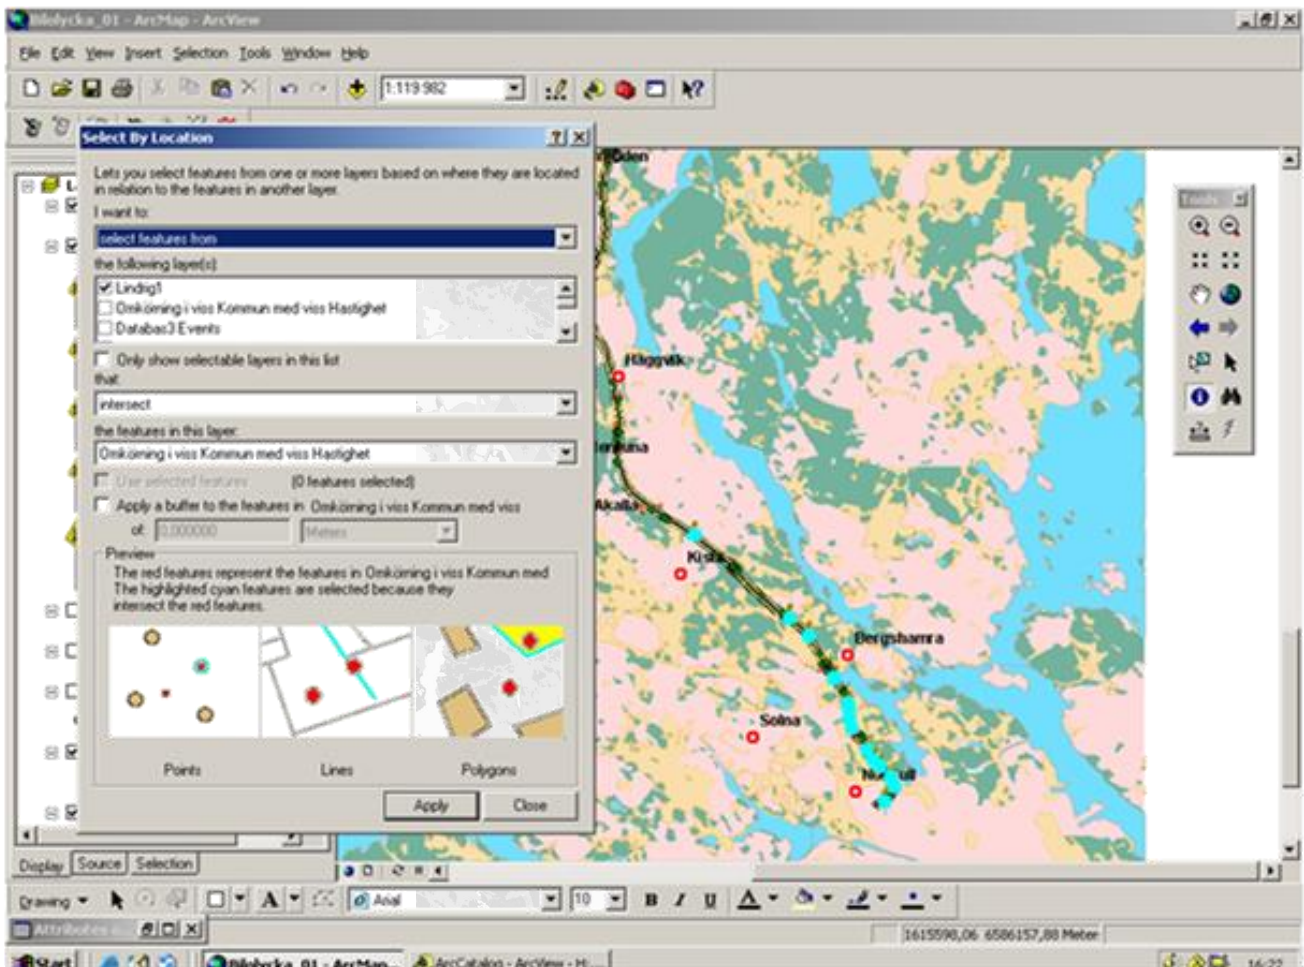 Bilolycka_01 - ArcMap - ArcView
File Edit View Insert Selection Tools Window Help
1:119 982
Select By Location
Lets you select features from one or more layers based on where they are located
in relation to the features in another layer.
I want to:
select features from
the following layer(s):
Lindrig1
Omkörning i viss Kommun med viss Hastighet
Databas3 Events
Only show selectable layers in this list
that:
intersect
the features in this layer:
Omkörning i viss Kommun med viss Hastighet
Use selected features (0 features selected)
Apply a buffer to the features in Omkörning i viss Kommun med viss
of: 0,000000 Meters
Preview
The red features represent the features in Omkörning i viss Kommun med
The highlighted cyan features are selected because they
intersect the red features.
Points Lines Polygons
Apply Close
Tools
Häggvik
Akalla
Kista
Bergshamra
Solna
Display Source Selection
Drawing A Arial 10 B I U A
Attributes
1615598,06 6586157,88 Meter
Start Bilolycka_01 - ArcMap... ArcCatalog - ArcView - H:... 16:22